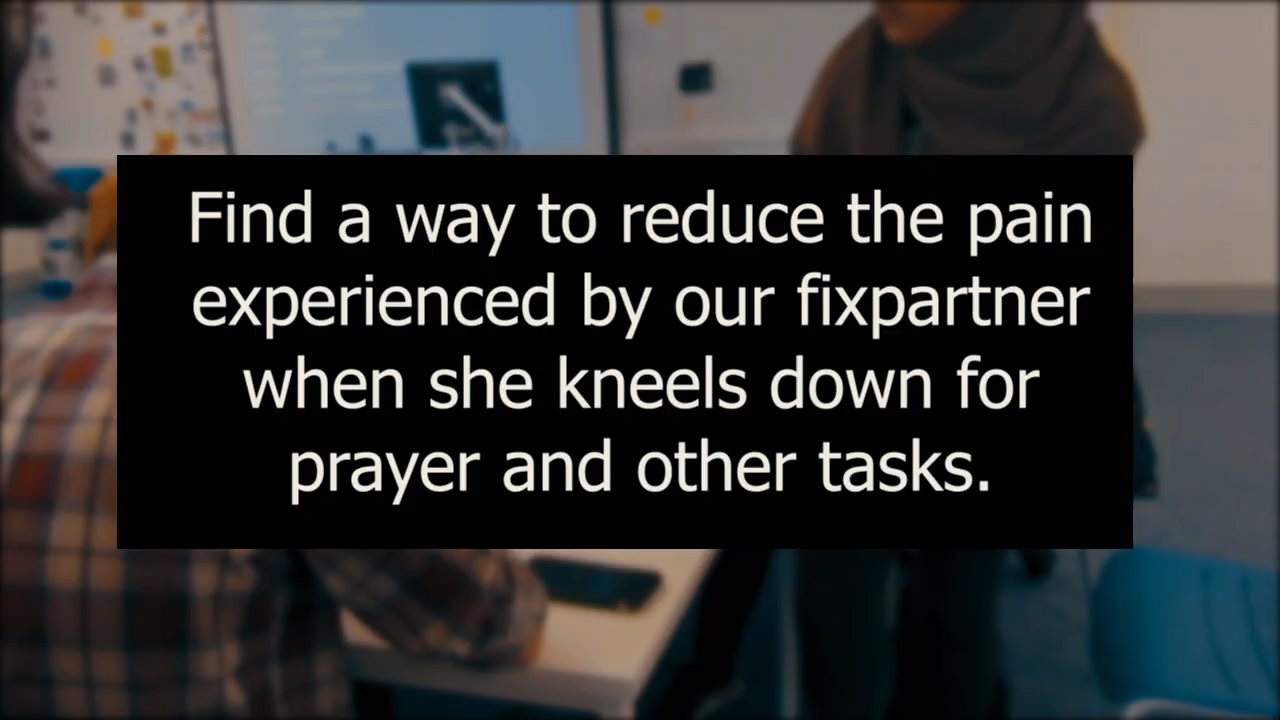 Find a way to reduce the pain
experienced by our fixpartner
when she kneels down for
prayer and other tasks.